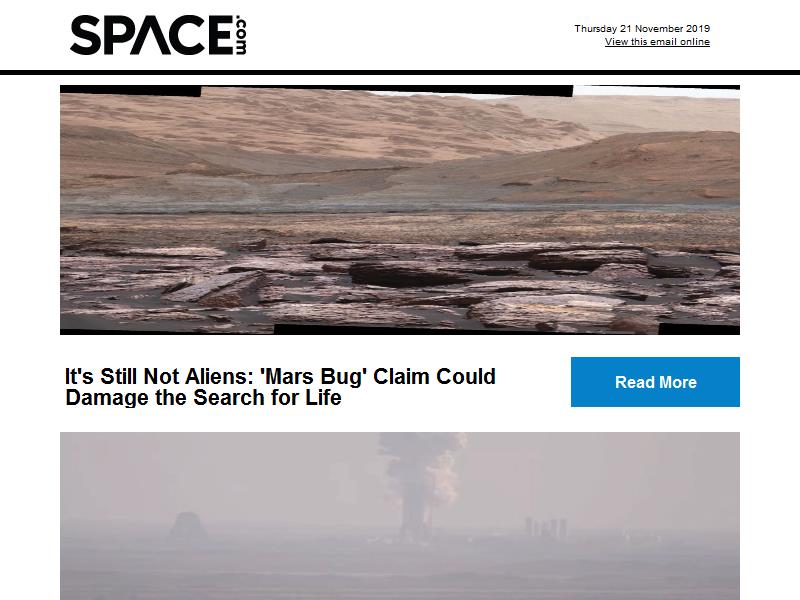 SPACE.com
Thursday 21 November 2019
View this email online
It's Still Not Aliens: 'Mars Bug' Claim Could
Damage the Search for Life
Read More